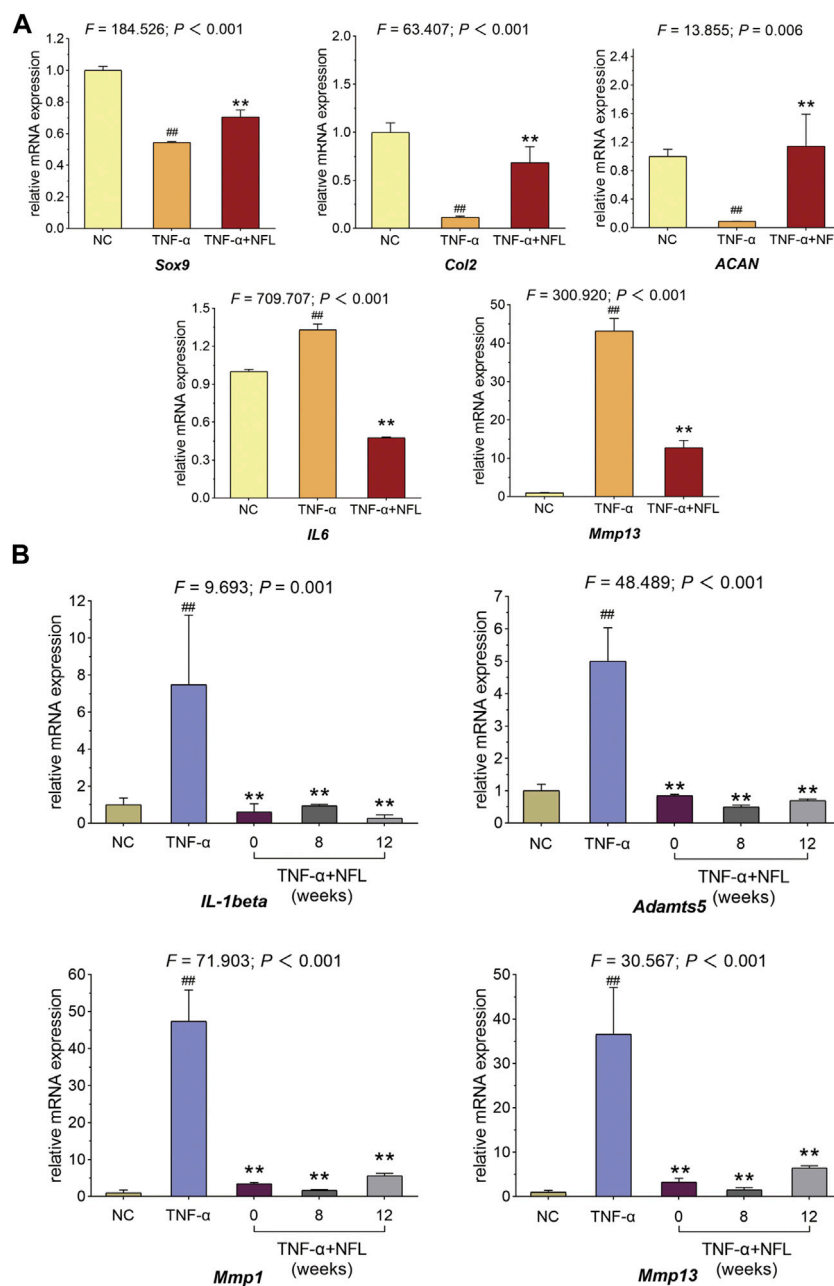 A
F = 184.526; P < 0.001
relative mRNA expression
1.2
1.0
0.8
0.6
0.4
0.2
0.0
##
**
NC TNF-α TNF-α+NFL
Sox9
F = 63.407; P < 0.001
relative mRNA expression
2.0
1.5
1.0
0.5
0.0
##
**
NC TNF-α TNF-α+NFL
Col2
F = 13.855; P = 0.006
relative mRNA expression
2.4
2.0
1.6
1.2
0.8
0.4
0.0
##
**
NC TNF-α TNF-α+NF
ACAN
F = 709.707; P < 0.001
relative mRNA expression
1.5
1.2
0.9
0.6
0.3
0.0
##
**
NC TNF-α TNF-α+NFL
IL6
F = 300.920; P < 0.001
relative mRNA expression
50
40
30
20
10
0
##
**
NC TNF-α TNF-α+NFL
Mmp13
B
F = 9.693; P = 0.001
relative mRNA expression
12
10
8
6
4
2
0
##
** ** **
NC TNF-α 0 8 12
TNF-α+NFL
(weeks)
IL-1beta
F = 48.489; P < 0.001
relative mRNA expression
7
6
5
4
3
2
1
0
##
** ** **
NC TNF-α 0 8 12
TNF-α+NFL
(weeks)
Adamts5
F = 71.903; P < 0.001
relative mRNA expression
60
50
40
30
20
10
0
##
** ** **
NC TNF-α 0 8 12
TNF-α+NFL
(weeks)
Mmp1
F = 30.567; P < 0.001
relative mRNA expression
50
40
30
20
10
0
##
** ** **
NC TNF-α 0 8 12
TNF-α+NFL
(weeks)
Mmp13